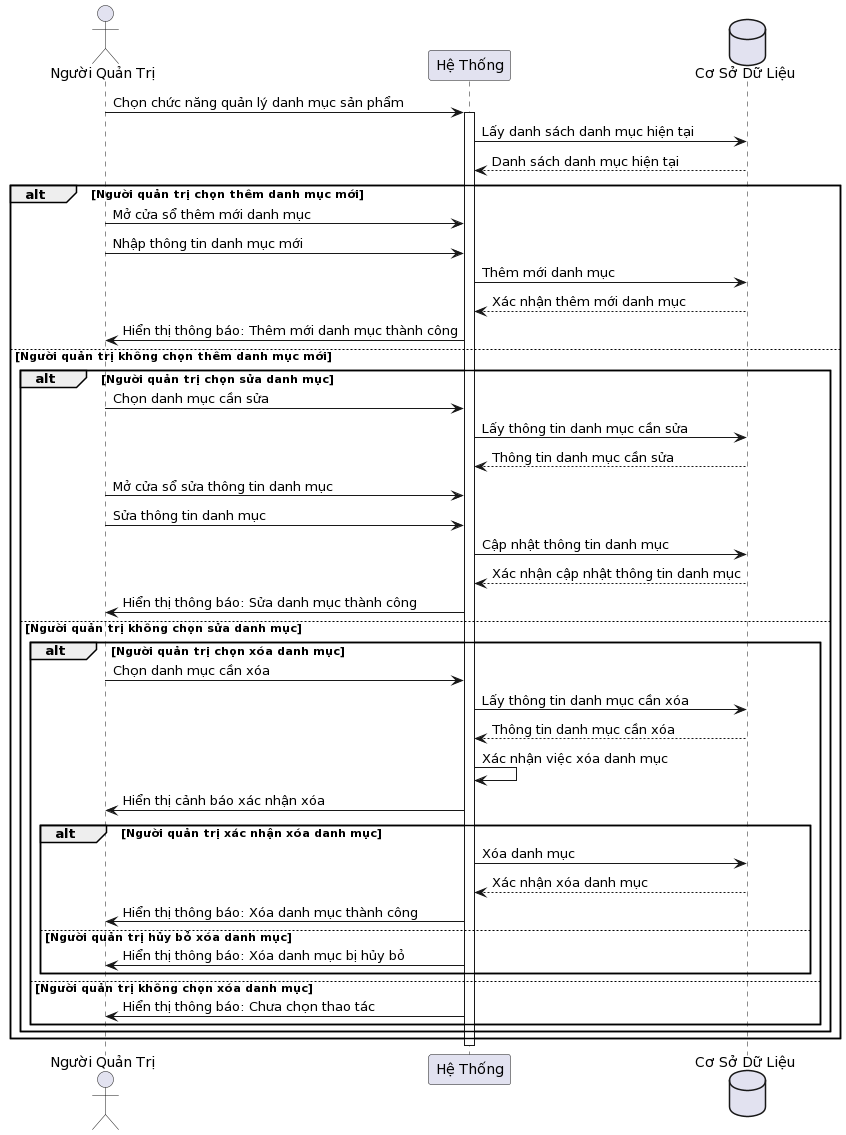 Người Quản Trị
Hệ Thống
Cơ Sở Dữ Liệu
Chọn chức năng quản lý danh mục sản phẩm
Lấy danh sách danh mục hiện tại
Danh sách danh mục hiện tại
alt [Người quản trị chọn thêm danh mục mới]
Mở cửa sổ thêm mới danh mục
Nhập thông tin danh mục mới
Thêm mới danh mục
Xác nhận thêm mới danh mục
Hiển thị thông báo: Thêm mới danh mục thành công
[Người quản trị không chọn thêm danh mục mới]
alt [Người quản trị chọn sửa danh mục]
Chọn danh mục cần sửa
Lấy thông tin danh mục cần sửa
Thông tin danh mục cần sửa
Mở cửa sổ sửa thông tin danh mục
Sửa thông tin danh mục
Cập nhật thông tin danh mục
Xác nhận cập nhật thông tin danh mục
Hiển thị thông báo: Sửa danh mục thành công
[Người quản trị không chọn sửa danh mục]
alt [Người quản trị chọn xóa danh mục]
Chọn danh mục cần xóa
Lấy thông tin danh mục cần xóa
Thông tin danh mục cần xóa
Xác nhận việc xóa danh mục
Hiển thị cảnh báo xác nhận xóa
alt [Người quản trị xác nhận xóa danh mục]
Xóa danh mục
Xác nhận xóa danh mục
Hiển thị thông báo: Xóa danh mục thành công
[Người quản trị hủy bỏ xóa danh mục]
Hiển thị thông báo: Xóa danh mục bị hủy bỏ
[Người quản trị không chọn xóa danh mục]
Hiển thị thông báo: Chưa chọn thao tác
Người Quản Trị
Hệ Thống
Cơ Sở Dữ Liệu